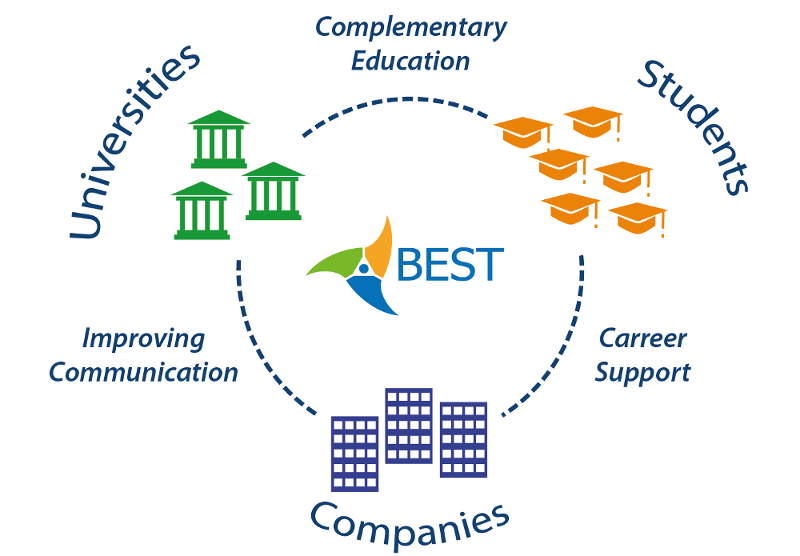 Complementary
Education
Universities
Students
BEST
Improving
Communication
Carreer
Support
Companies